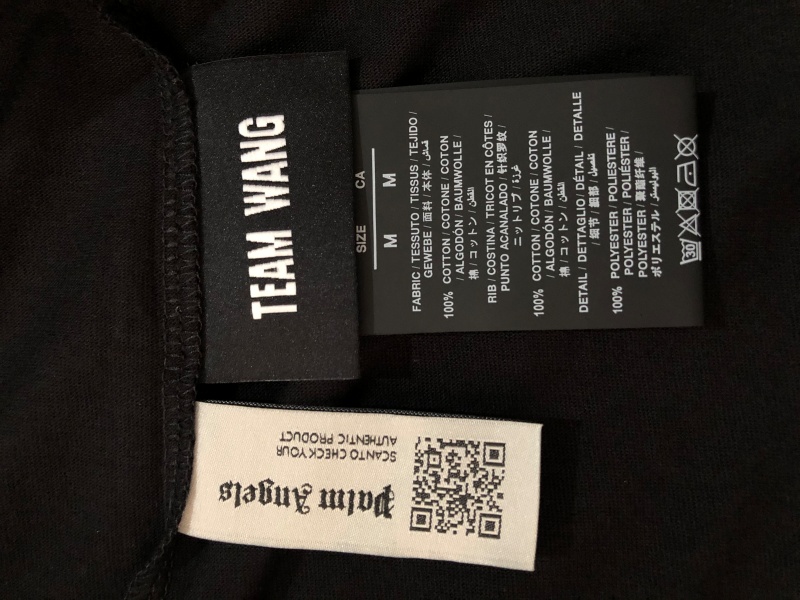 TEAM WANG
SIZE CA
M M
FABRIC / TESSUTO / TISSUS / TEJIDO /
GEWEBE / 面料 / 本体 / قماش /
100% COTTON / COTONE / COTON
/ ALGODÓN / BAUMWOLLE /
棉 / コットン / القطن /
RIB / COSTINA / TRICOT EN CÔTES /
PUNTO ACANALADO / 针织罗纹 /
ニットリブ / غرزة /
100% COTTON / COTONE / COTON
/ ALGODÓN / BAUMWOLLE /
棉 / コットン / القطن /
DETAIL / DETTAGLIO / DÉTAIL / DETALLE
/ 细节 / 細部 / تفصيل /
100% POLYESTER / POLIESTERE /
POLYESTER / POLIÉSTER /
POLYESTER / 聚酯纤维 /
ポリエステル / البوليستر /
30
SCAN TO CHECK YOUR
AUTHENTIC PRODUCT
Palm Angels